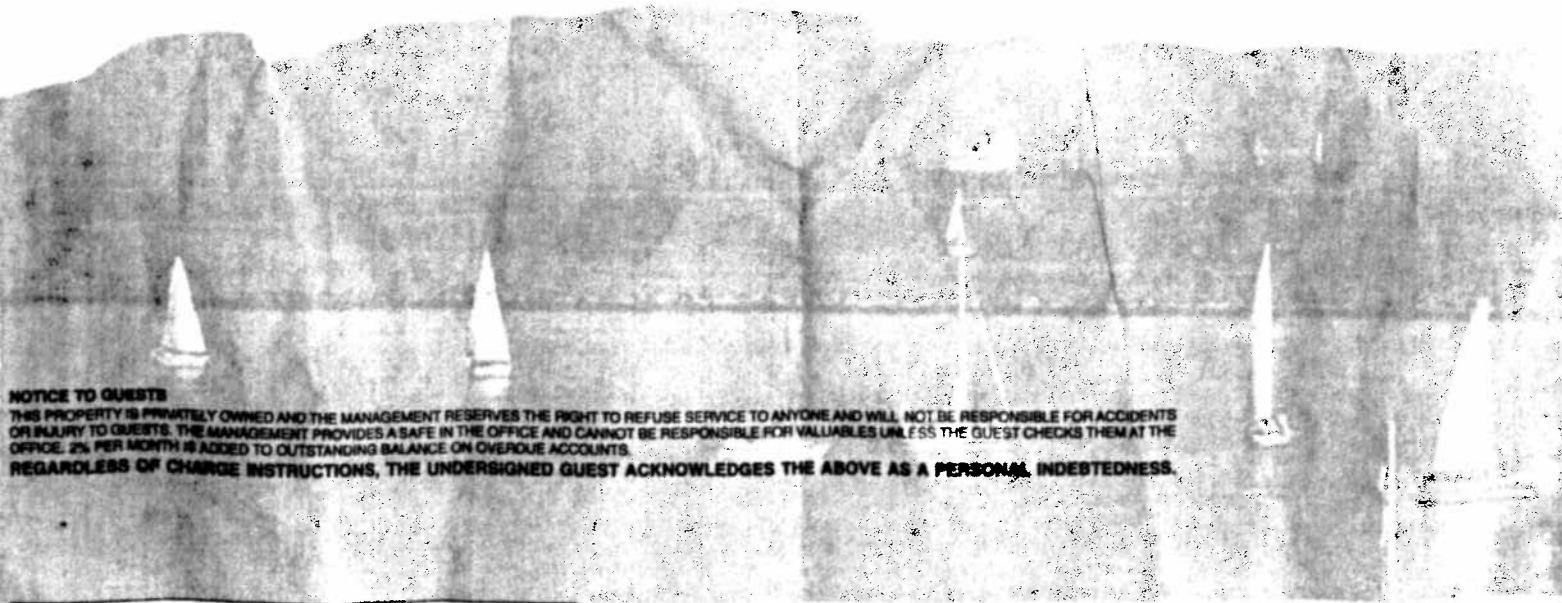 NOTICE TO GUESTS
THIS PROPERTY IS PRIVATELY OWNED AND THE MANAGEMENT RESERVES THE RIGHT TO REFUSE SERVICE TO ANYONE AND WILL NOT BE RESPONSIBLE FOR ACCIDENTS
OR INJURY TO GUESTS. THE MANAGEMENT PROVIDES A SAFE IN THE OFFICE AND CANNOT BE RESPONSIBLE FOR VALUABLES UNLESS THE GUEST CHECKS THEM AT THE
OFFICE. 2% PER MONTH IS ADDED TO OUTSTANDING BALANCE ON OVERDUE ACCOUNTS.
REGARDLESS OF CHARGE INSTRUCTIONS, THE UNDERSIGNED GUEST ACKNOWLEDGES THE ABOVE AS A PERSONAL INDEBTEDNESS.